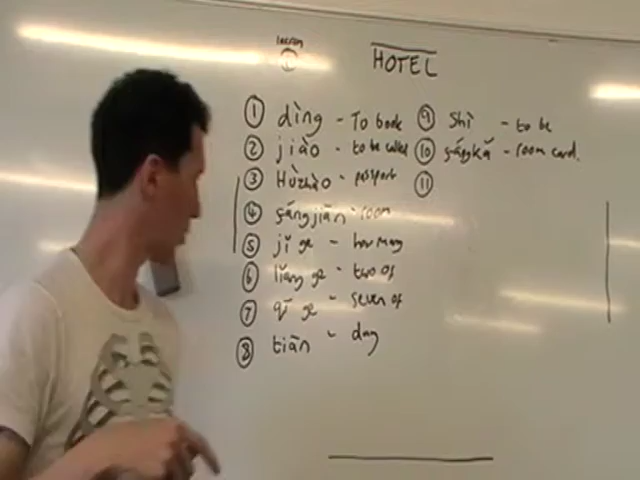 lesson
1
HOTEL
1 dìng - To book
2 jiào - to be called
3 Hùzhào - passport
4 fángjiān - room
5 jǐ ge - how many
6 liǎng ge - two of
7 qī ge - seven of
8 tiān - day
9 Shì - to be
10 fángkǎ - room card.
11